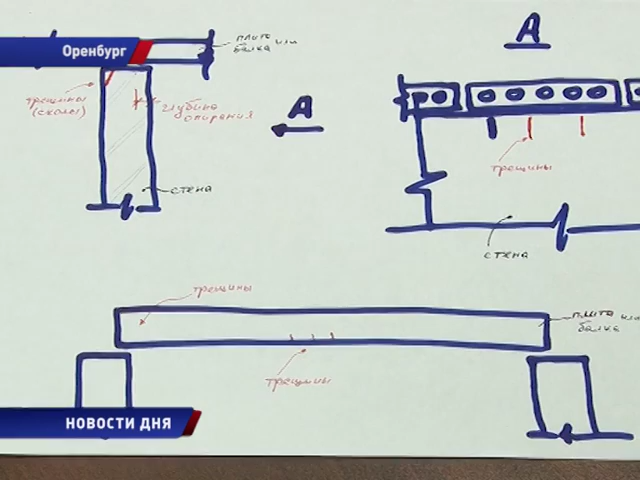 Оренбург
плита или
балка
трещины
(сколы)
глубина
опирания
А
стена
А
трещины
стена
трещины
плита или
балка
трещины
НОВОСТИ ДНЯ